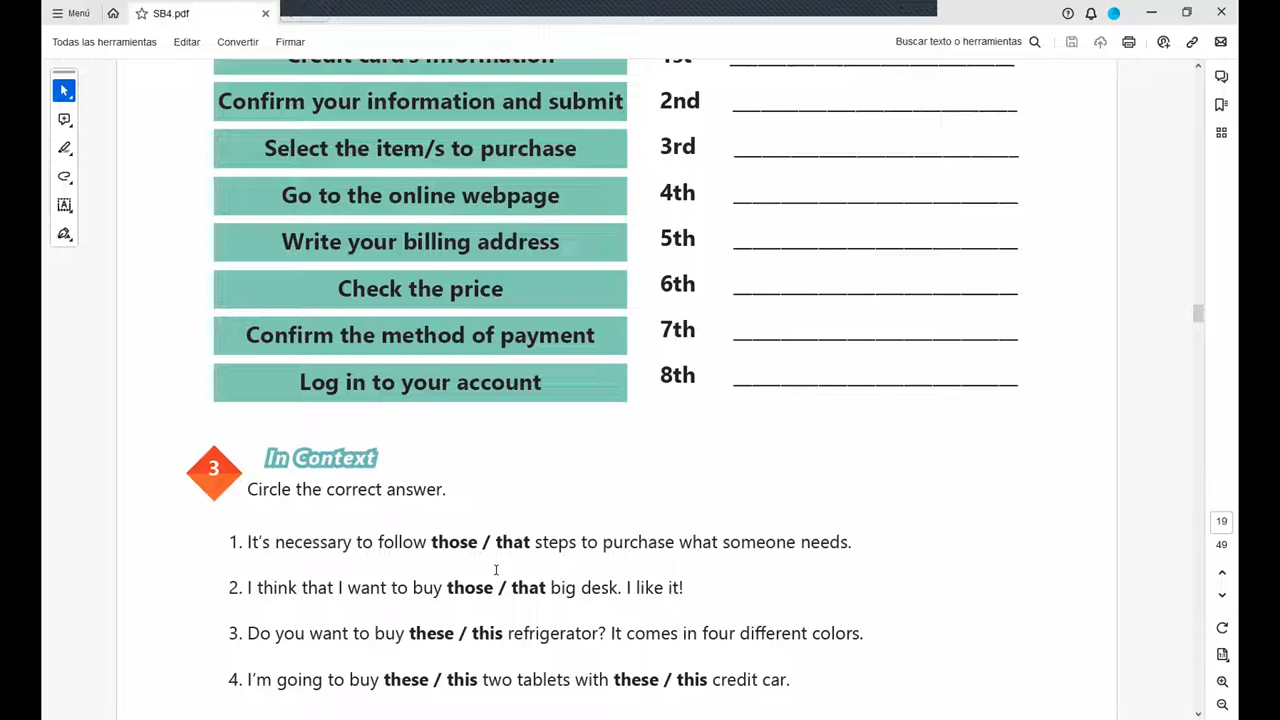 Menú SB4.pdf
Todas las herramientas Editar Convertir Firmar Buscar texto o herramientas
Credit card's information 1st
Confirm your information and submit 2nd
Select the item/s to purchase 3rd
Go to the online webpage 4th
Write your billing address 5th
Check the price 6th
Confirm the method of payment 7th
Log in to your account 8th
3 In Context
Circle the correct answer.
19
49
1. It's necessary to follow those / that steps to purchase what someone needs.
2. I think that I want to buy those / that big desk. I like it!
3. Do you want to buy these / this refrigerator? It comes in four different colors.
4. I'm going to buy these / this two tablets with these / this credit car.